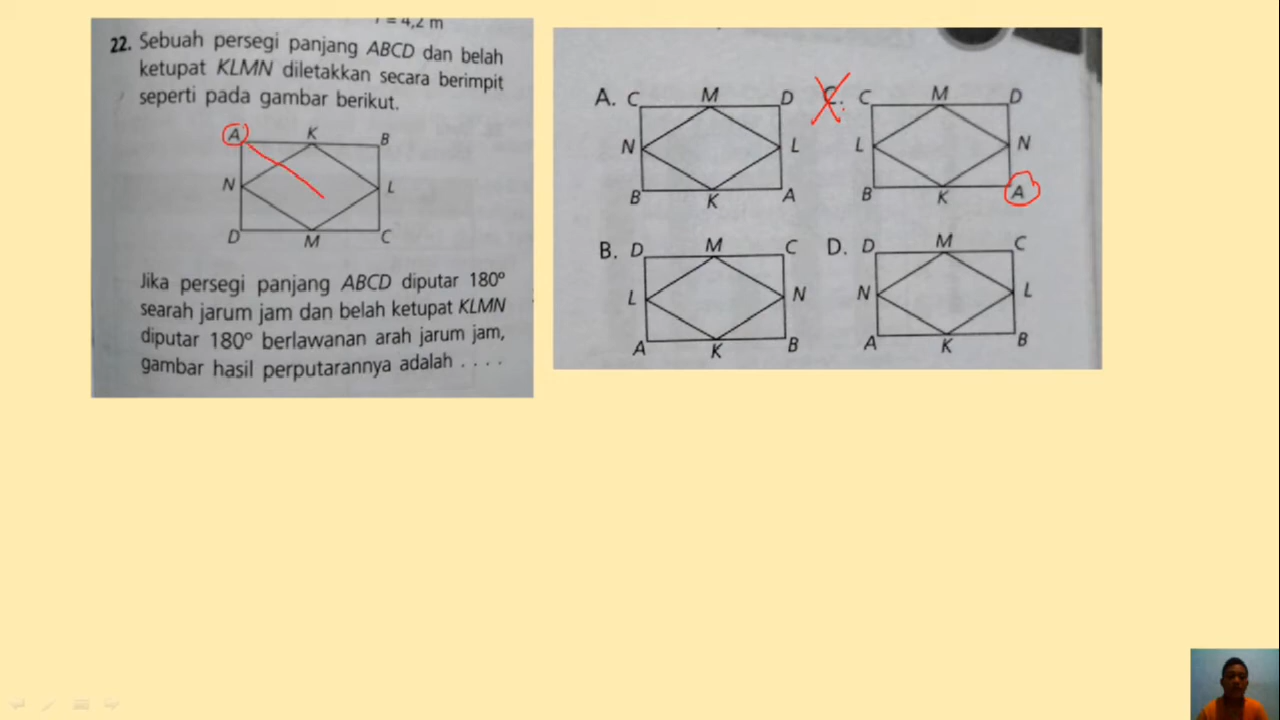 r = 4,2 m
22. Sebuah persegi panjang ABCD dan belah
ketupat KLMN diletakkan secara berimpit
seperti pada gambar berikut.
A K B
N L
D M C
Jika persegi panjang ABCD diputar 180°
searah jarum jam dan belah ketupat KLMN
diputar 180° berlawanan arah jarum jam,
gambar hasil perputarannya adalah . . . .
A. C M D
N L
B K A
C. C M D
L N
B K A
B. D M C
L N
A K B
D. D M C
N L
A K B